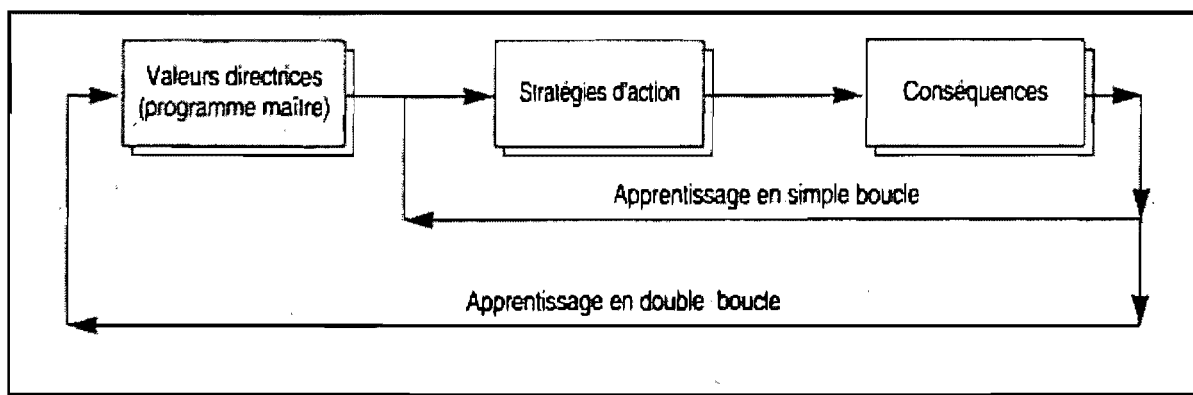 Valeurs directrices
(programme maître)
Stratégies d'action
Conséquences
Apprentissage en simple boucle
Apprentissage en double boucle